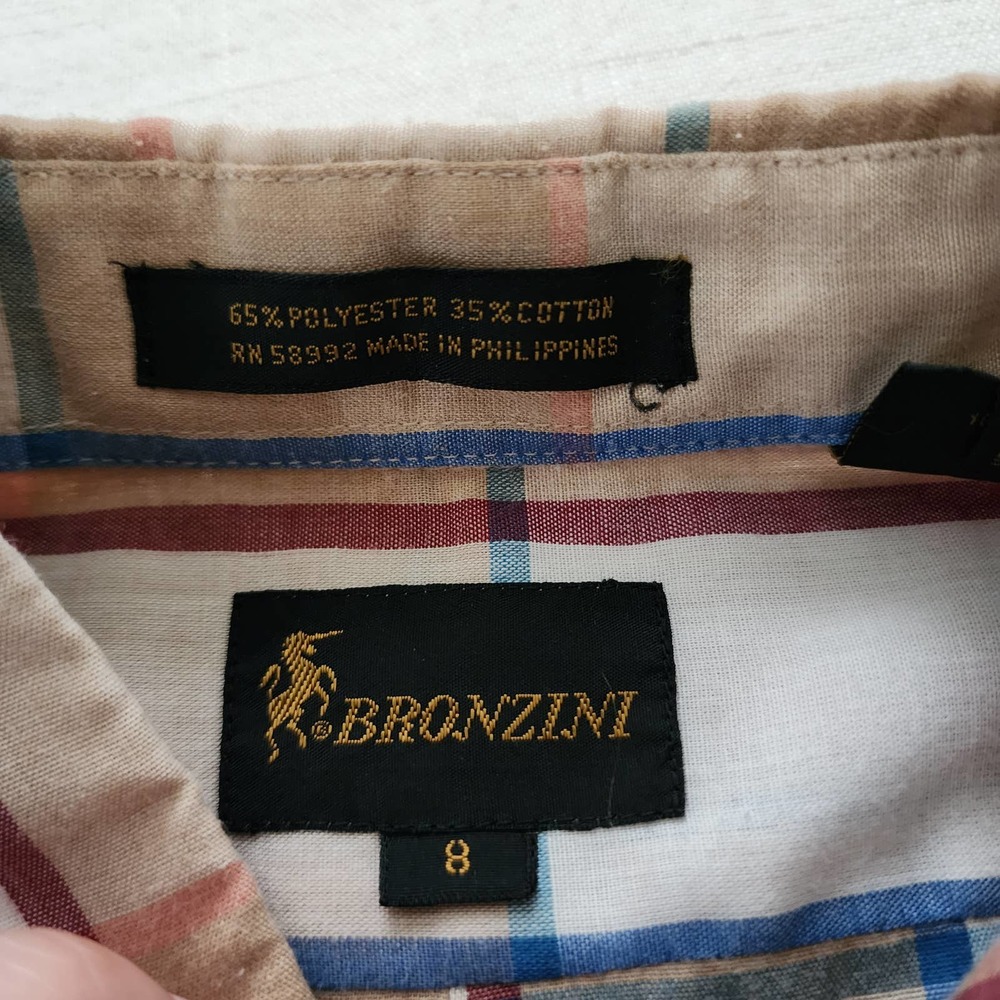 65% POLYESTER 35% COTTON
RN 58992 MADE IN PHILIPPINES
® BRONZINI
8